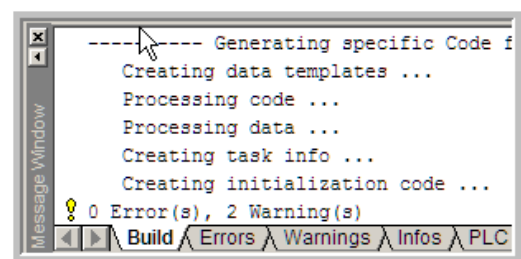 ---- ---- Generating specific Code f
Creating data templates ...
Processing code ...
Processing data ...
Creating task info ...
Creating initialization code ...
0 Error(s), 2 Warning(s)
Build Errors Warnings Infos PLC
Message Window